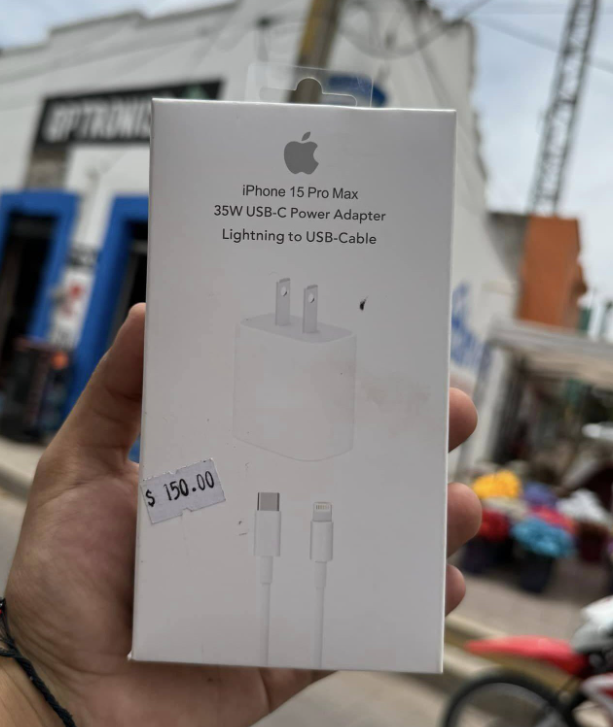 iPhone 15 Pro Max
35W USB-C Power Adapter
Lightning to USB-Cable
$ 150.00